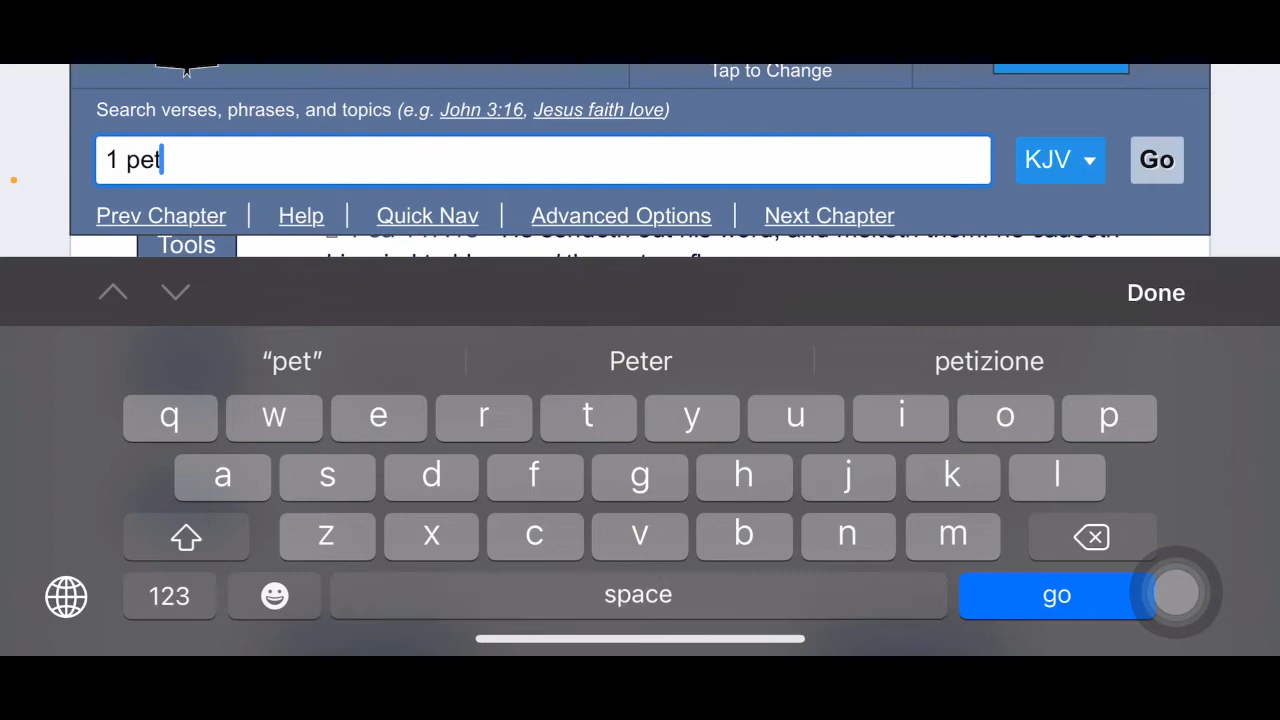 Tap to Change
Search verses, phrases, and topics (e.g. John 3:16, Jesus faith love)
1 pet KJV Go
Prev Chapter | Help | Quick Nav | Advanced Options | Next Chapter
Tools
Done
“pet” Peter petizione
q w e r t y u i o p
a s d f g h j k l
z x c v b n m
123 space go